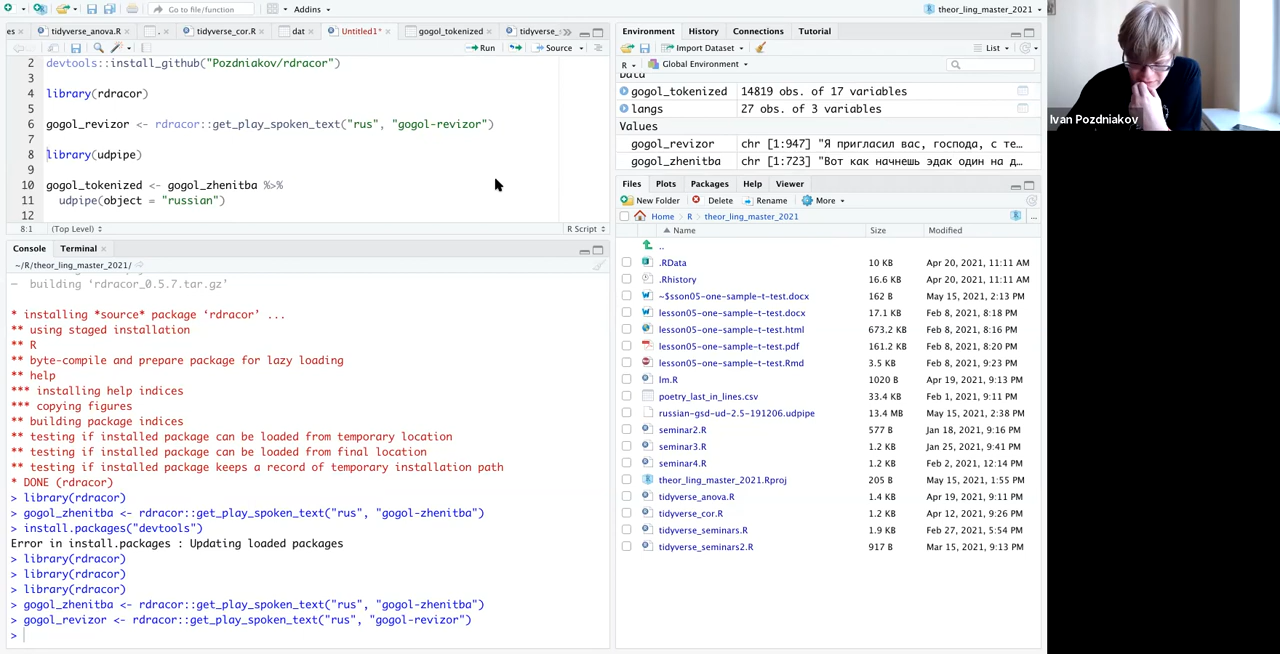 Go to file/function
Addins
theor_ling_master_2021
es
tidyverse_anova.R
.
tidyverse_cor.R
dat
Untitled1*
gogol_tokenized
tidyverse_s
Run
Source
2 devtools::install_github("Pozdniakov/rdracor")
3
4 library(rdracor)
5
6 gogol_revizor <- rdracor::get_play_spoken_text("rus", "gogol-revizor")
7
8 library(udpipe)
9
10 gogol_tokenized <- gogol_zhenitba %>%
11 udpipe(object = "russian")
12
8:1 (Top Level) R Script
Console Terminal
~/R/theor_ling_master_2021/
— building ‘rdracor_0.5.7.tar.gz’
* installing *source* package ‘rdracor’ ...
** using staged installation
** R
** byte-compile and prepare package for lazy loading
** help
*** installing help indices
*** copying figures
** building package indices
** testing if installed package can be loaded from temporary location
** testing if installed package can be loaded from final location
** testing if installed package keeps a record of temporary installation path
* DONE (rdracor)
> library(rdracor)
> gogol_zhenitba <- rdracor::get_play_spoken_text("rus", "gogol-zhenitba")
> install.packages("devtools")
Error in install.packages : Updating loaded packages
> library(rdracor)
> library(rdracor)
> library(rdracor)
> gogol_zhenitba <- rdracor::get_play_spoken_text("rus", "gogol-zhenitba")
> gogol_revizor <- rdracor::get_play_spoken_text("rus", "gogol-revizor")
>
Environment History Connections Tutorial
Import Dataset List
R Global Environment
Data
gogol_tokenized 14819 obs. of 17 variables
langs 27 obs. of 3 variables
Values
gogol_revizor chr [1:947] "Я пригласил вас, господа, с те…
gogol_zhenitba chr [1:723] "Вот как начнешь эдак один на д…
Files Plots Packages Help Viewer
New Folder Delete Rename More
Home R theor_ling_master_2021 ...
Name Size Modified
..
.RData 10 KB Apr 20, 2021, 11:11 AM
.Rhistory 16.6 KB Apr 20, 2021, 11:11 AM
~$sson05-one-sample-t-test.docx 162 B May 15, 2021, 2:13 PM
lesson05-one-sample-t-test.docx 17.1 KB Feb 8, 2021, 8:18 PM
lesson05-one-sample-t-test.html 673.2 KB Feb 8, 2021, 8:16 PM
lesson05-one-sample-t-test.pdf 161.2 KB Feb 8, 2021, 8:20 PM
lesson05-one-sample-t-test.Rmd 3.5 KB Feb 8, 2021, 9:23 PM
lm.R 1020 B Apr 19, 2021, 9:13 PM
poetry_last_in_lines.csv 33.4 KB Feb 1, 2021, 9:11 PM
russian-gsd-ud-2.5-191206.udpipe 13.4 MB May 15, 2021, 2:38 PM
seminar2.R 577 B Jan 18, 2021, 9:16 PM
seminar3.R 1.2 KB Jan 25, 2021, 9:41 PM
seminar4.R 1.2 KB Feb 2, 2021, 12:14 PM
theor_ling_master_2021.Rproj 205 B May 15, 2021, 1:55 PM
tidyverse_anova.R 1.4 KB Apr 19, 2021, 9:11 PM
tidyverse_cor.R 1.2 KB Apr 12, 2021, 9:26 PM
tidyverse_seminars.R 1.9 KB Feb 27, 2021, 5:54 PM
tidyverse_seminars2.R 917 B Mar 15, 2021, 9:13 PM
Ivan Pozdniakov